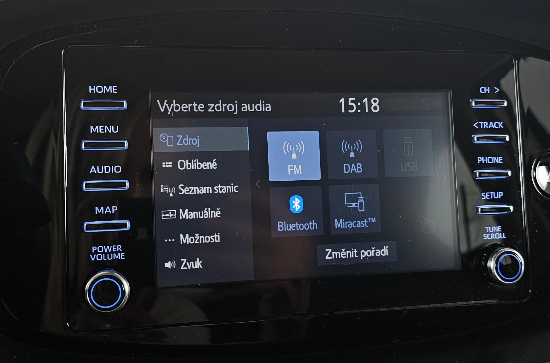 HOME
MENU
AUDIO
MAP
POWER
VOLUME
Vyberte zdroj audia
15:18
Zdroj
Oblíbené
Seznam stanic
Manuálně
Možnosti
Zvuk
FM
DAB
USB
Bluetooth
Miracast™
Změnit pořadí
CH >
< TRACK
PHONE
SETUP
TUNE
SCROLL